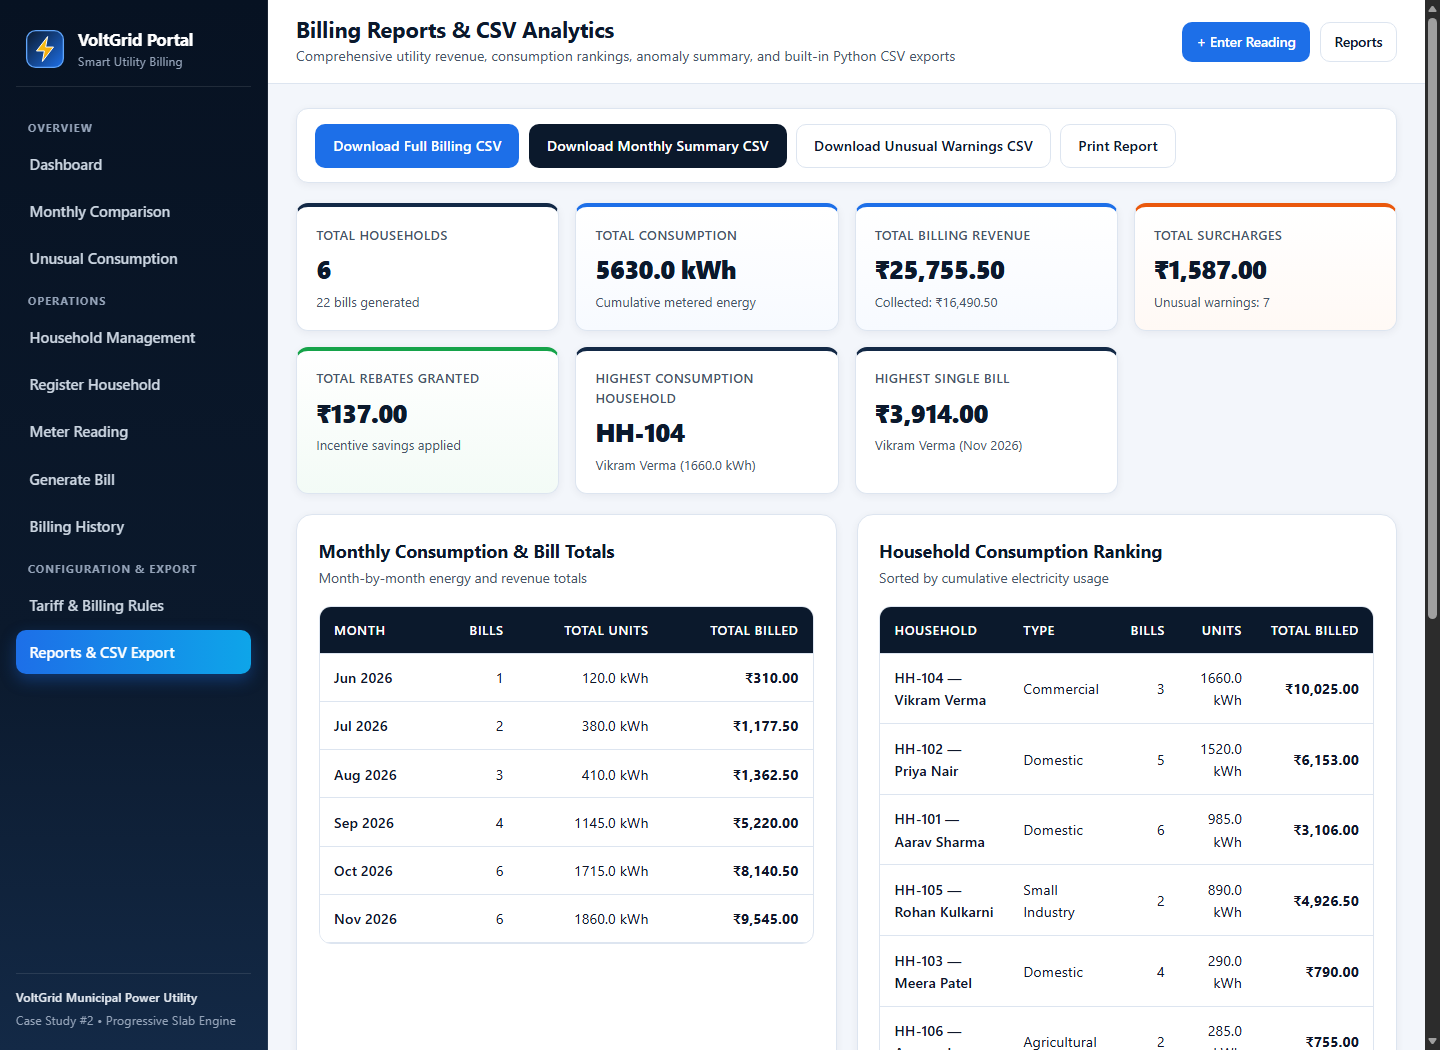 VoltGrid Portal
Smart Utility Billing
OVERVIEW
Dashboard
Monthly Comparison
Unusual Consumption
OPERATIONS
Household Management
Register Household
Meter Reading
Generate Bill
Billing History
CONFIGURATION & EXPORT
Tariff & Billing Rules
Reports & CSV Export
VoltGrid Municipal Power Utility
Case Study #2 • Progressive Slab Engine
Billing Reports & CSV Analytics
Comprehensive utility revenue, consumption rankings, anomaly summary, and built-in Python CSV exports
+ Enter Reading
Reports
Download Full Billing CSV
Download Monthly Summary CSV
Download Unusual Warnings CSV
Print Report
TOTAL HOUSEHOLDS
6
22 bills generated
TOTAL CONSUMPTION
5630.0 kWh
Cumulative metered energy
TOTAL BILLING REVENUE
₹25,755.50
Collected: ₹16,490.50
TOTAL SURCHARGES
₹1,587.00
Unusual warnings: 7
TOTAL REBATES GRANTED
₹137.00
Incentive savings applied
HIGHEST CONSUMPTION
HOUSEHOLD
HH-104
Vikram Verma (1660.0 kWh)
HIGHEST SINGLE BILL
₹3,914.00
Vikram Verma (Nov 2026)
Monthly Consumption & Bill Totals
Month-by-month energy and revenue totals
MONTH BILLS TOTAL UNITS TOTAL BILLED
Jun 2026 1 120.0 kWh ₹310.00
Jul 2026 2 380.0 kWh ₹1,177.50
Aug 2026 3 410.0 kWh ₹1,362.50
Sep 2026 4 1145.0 kWh ₹5,220.00
Oct 2026 6 1715.0 kWh ₹8,140.50
Nov 2026 6 1860.0 kWh ₹9,545.00
Household Consumption Ranking
Sorted by cumulative electricity usage
HOUSEHOLD TYPE BILLS UNITS TOTAL BILLED
HH-104 —
Vikram Verma
Commercial
3
1660.0
kWh
₹10,025.00
HH-102 —
Priya Nair
Domestic
5
1520.0
kWh
₹6,153.00
HH-101 —
Aarav Sharma
Domestic
6
985.0
kWh
₹3,106.00
HH-105 —
Rohan Kulkarni
Small
Industry
2
890.0
kWh
₹4,926.50
HH-103 —
Meera Patel
Domestic
4
290.0
kWh
₹790.00
HH-106 —
Agricultural
2
285.0
₹755.00